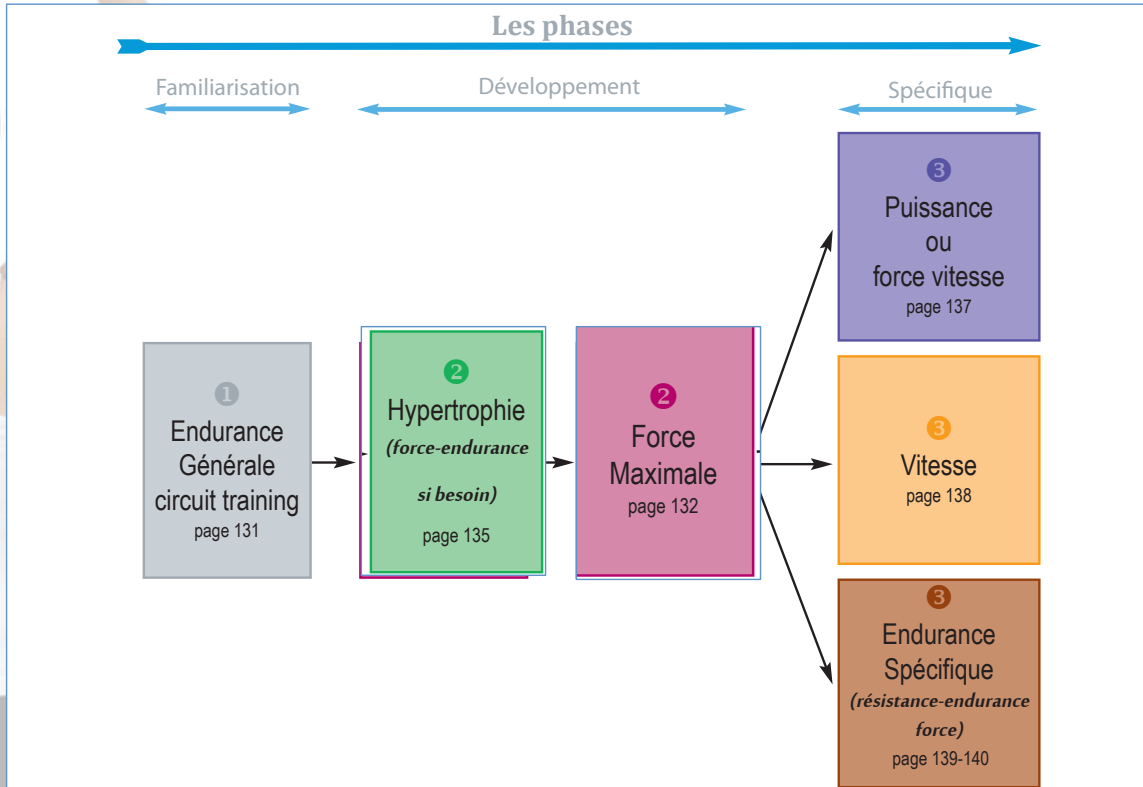 Les phases
Familiarisation
Développement
Spécifique
1
Endurance
Générale
circuit training
page 131
2
Hypertrophie
(force-endurance
si besoin)
page 135
2
Force
Maximale
page 132
3
Puissance
ou
force vitesse
page 137
3
Vitesse
page 138
3
Endurance
Spécifique
(résistance-endurance
force)
page 139-140